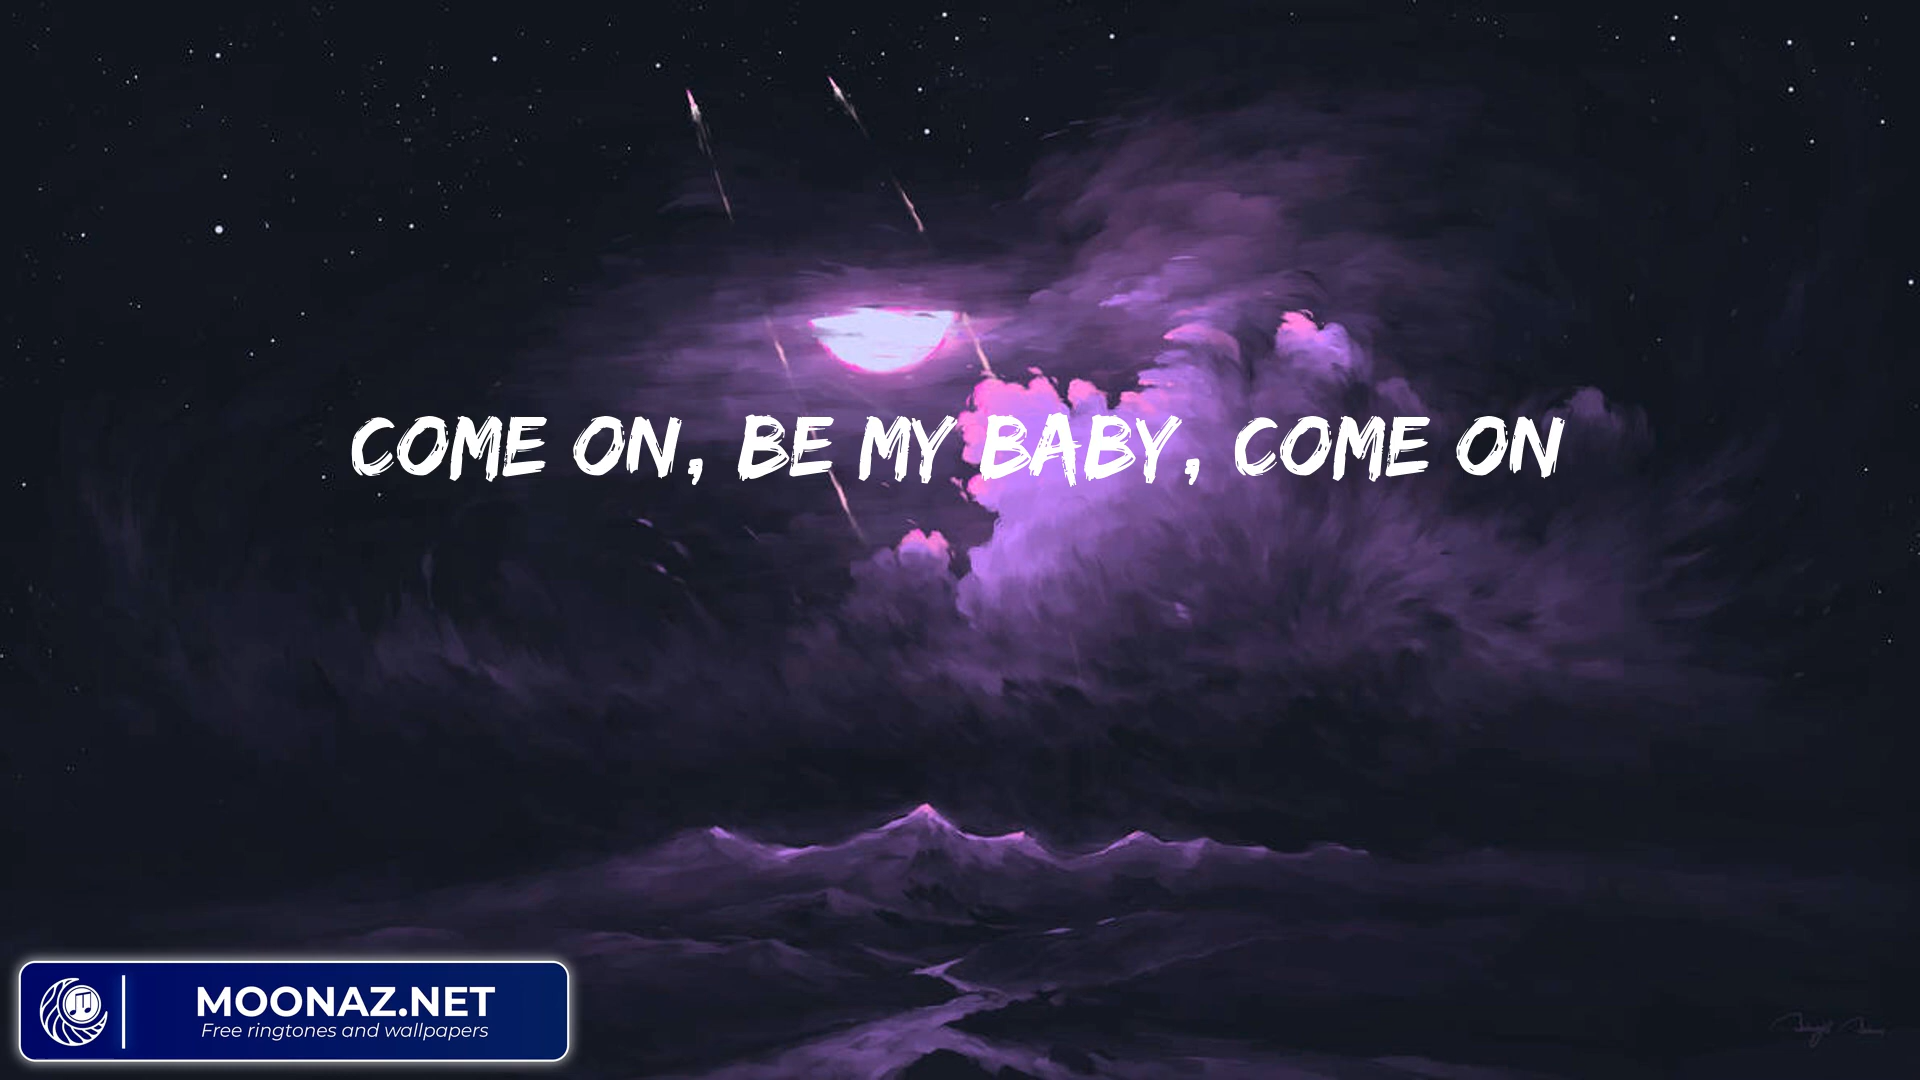 COME ON, BE MY BABY, COME ON
MOONAZ.NET
Free ringtones and wallpapers